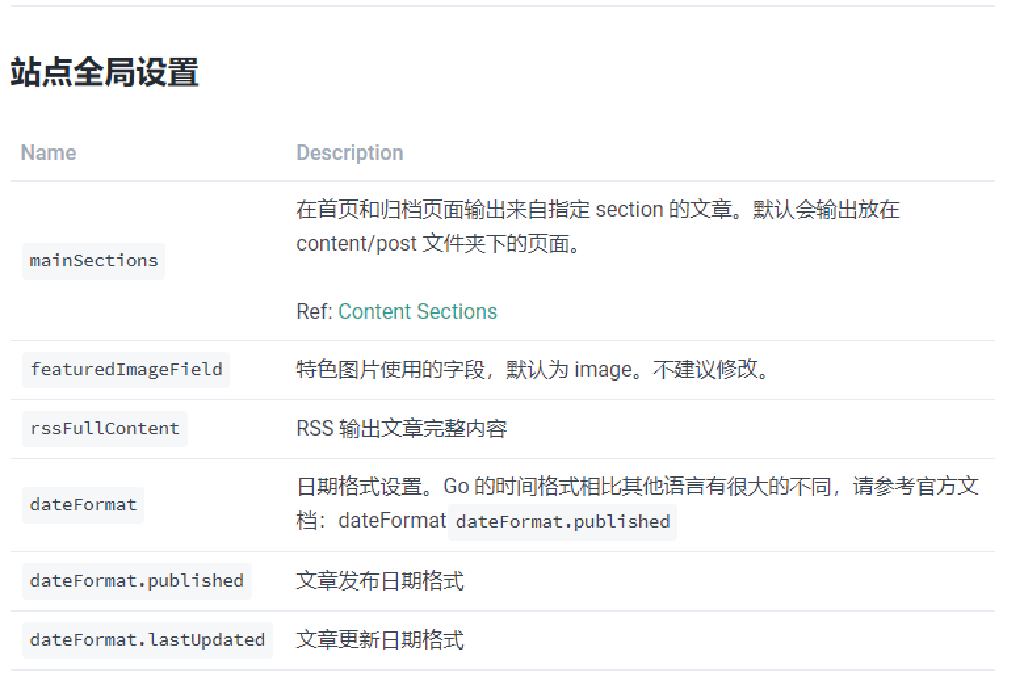 站点全局设置
Name Description
在首页和归档页面输出来自指定 section 的文章。默认会输出放在
content/post 文件夹下的页面。
mainSections
Ref: Content Sections
featuredImageField 特色图片使用的字段，默认为 image。不建议修改。
rssFullContent RSS 输出文章完整内容
日期格式设置。Go 的时间格式相比其他语言有很大的不同，请参考官方文
dateFormat
档：dateFormat dateFormat.published
dateFormat.published 文章发布日期格式
dateFormat.lastUpdated 文章更新日期格式